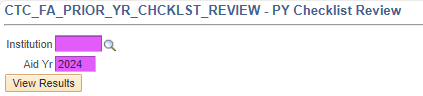 CTC_FA_PRIOR_YR_CHCKLST_REVIEW - PY Checklist Review
Institution
Aid Yr 2024
View Results